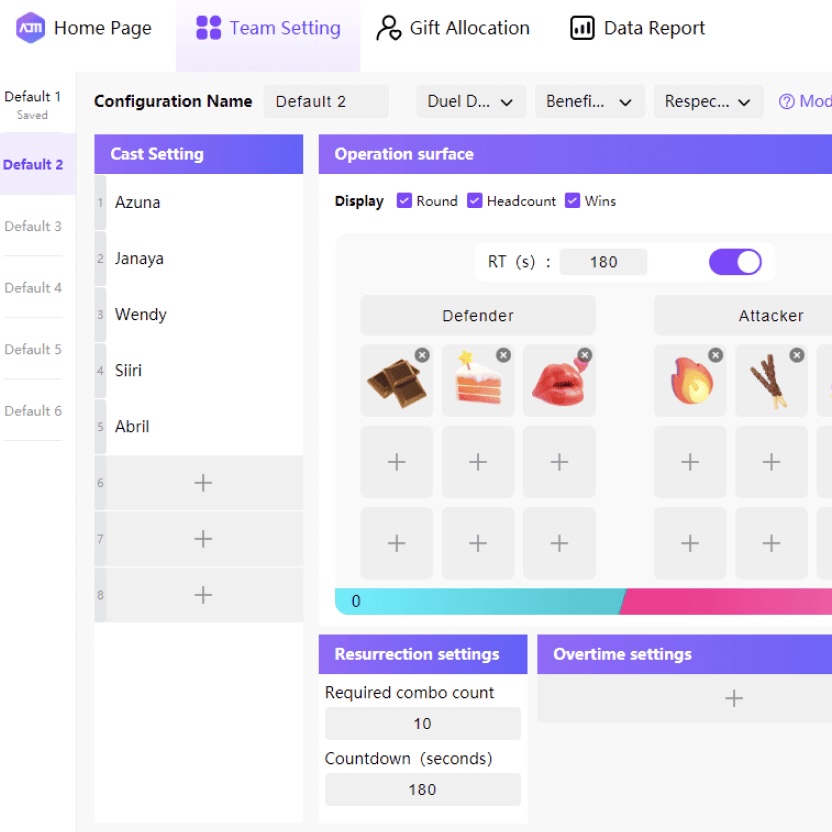 ADM Home Page Team Setting Gift Allocation Data Report
Default 1
Saved
Default 2
Default 3
Default 4
Default 5
Default 6
Configuration Name Default 2 Duel D... Benefi... Respec... ? Mod
Cast Setting
1 Azuna
2 Janaya
3 Wendy
4 Siiri
5 Abril
6 +
7 +
8 +
Operation surface
Display Round Headcount Wins
RT (s) : 180
Defender Attacker
0
Resurrection settings
Required combo count
10
Countdown (seconds)
180
Overtime settings
+